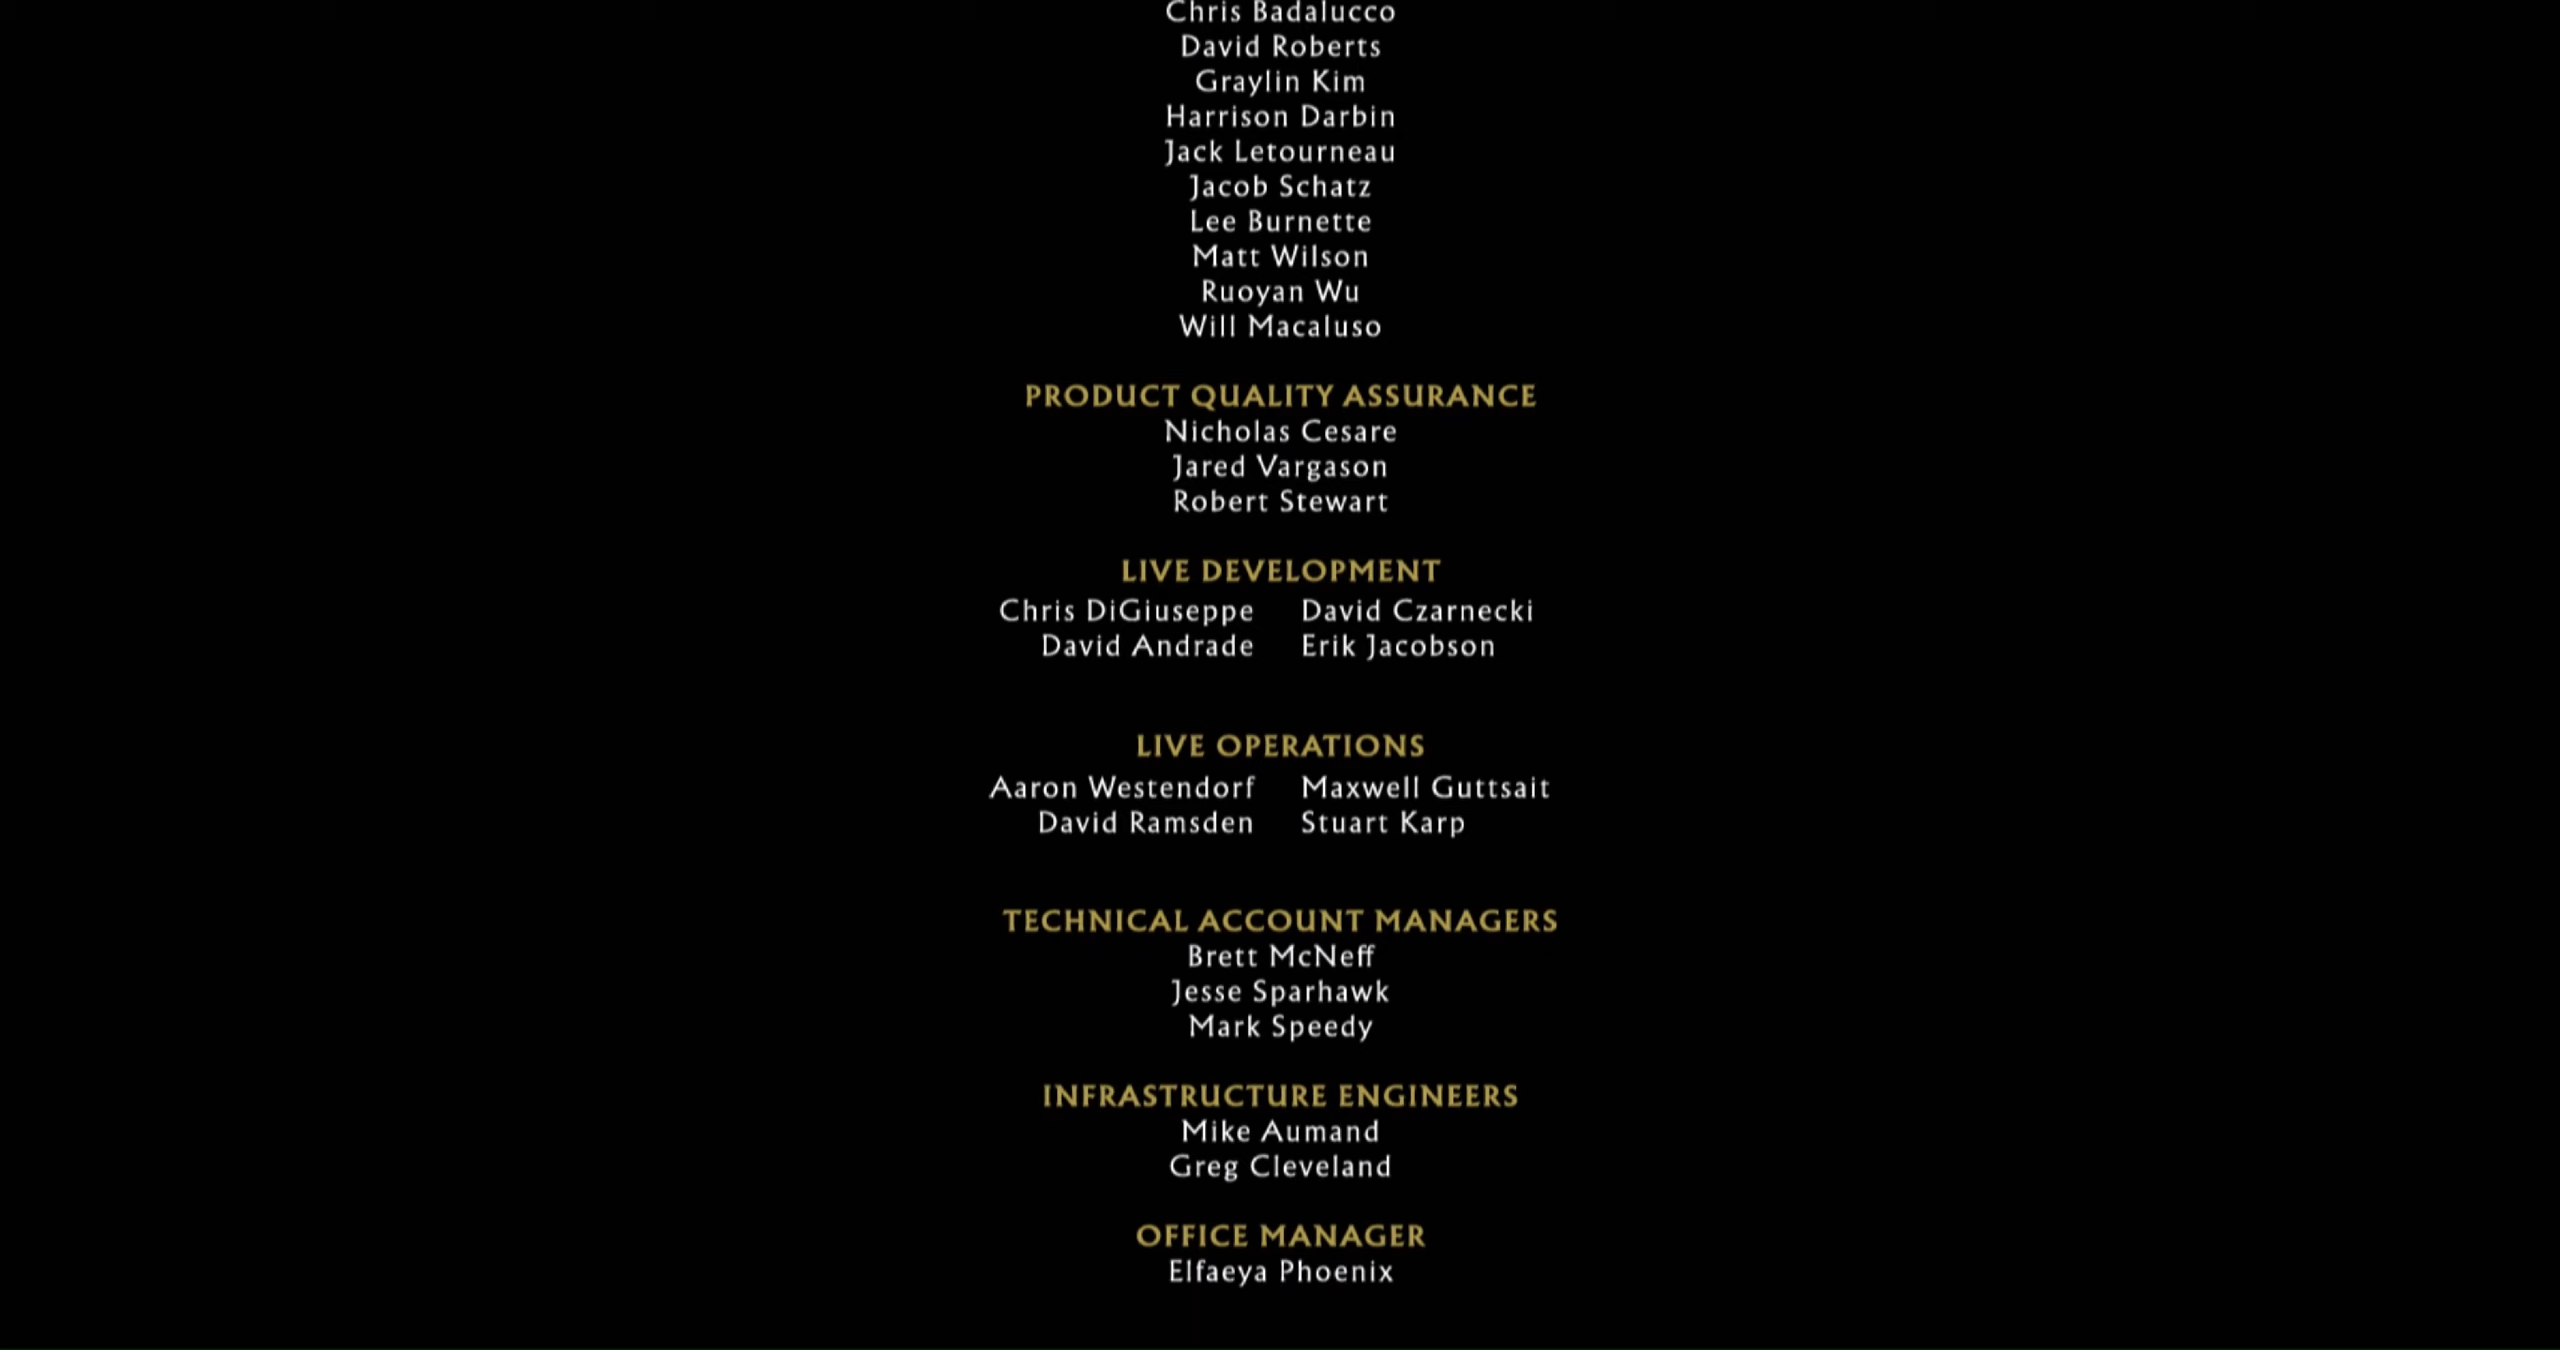 Chris Badalucco
David Roberts
Graylin Kim
Harrison Darbin
Jack Letourneau
Jacob Schatz
Lee Burnette
Matt Wilson
Ruoyan Wu
Will Macaluso
PRODUCT QUALITY ASSURANCE
Nicholas Cesare
Jared Vargason
Robert Stewart
LIVE DEVELOPMENT
Chris DiGiuseppe David Czarnecki
David Andrade Erik Jacobson
LIVE OPERATIONS
Aaron Westendorf Maxwell Guttsait
David Ramsden Stuart Karp
TECHNICAL ACCOUNT MANAGERS
Brett McNeff
Jesse Sparhawk
Mark Speedy
INFRASTRUCTURE ENGINEERS
Mike Aumand
Greg Cleveland
OFFICE MANAGER
Elfaeya Phoenix